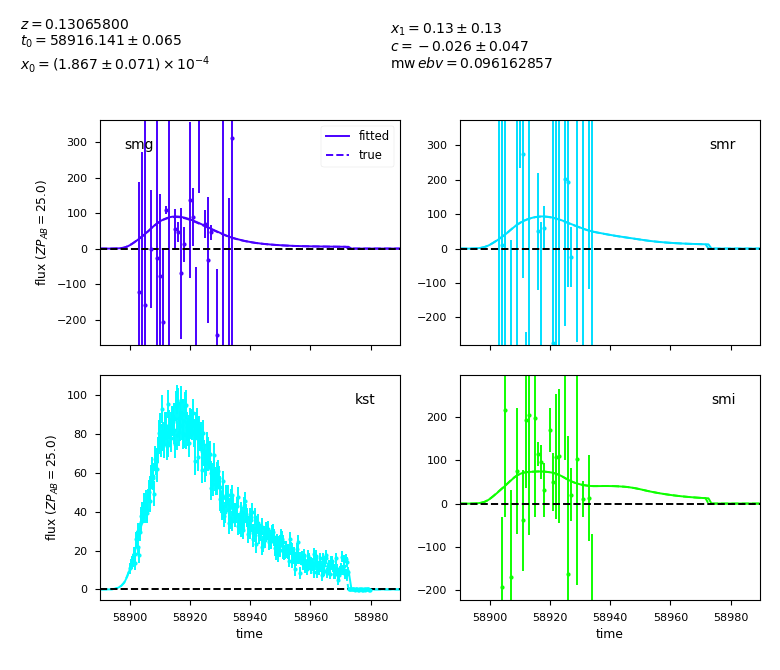 z = 0.13065800
t₀ = 58916.141 ± 0.065
x₀ = (1.867 ± 0.071) × 10⁻⁴
x₁ = 0.13 ± 0.13
c = −0.026 ± 0.047
mw ebv = 0.096162857
smg
fitted
true
300
200
100
0
−100
−200
flux (ZP_AB = 25.0)
smr
300
200
100
0
−100
−200
kst
100
80
60
40
20
0
flux (ZP_AB = 25.0)
58900 58920 58940 58960 58980
time
smi
200
100
0
−100
−200
58900 58920 58940 58960 58980
time